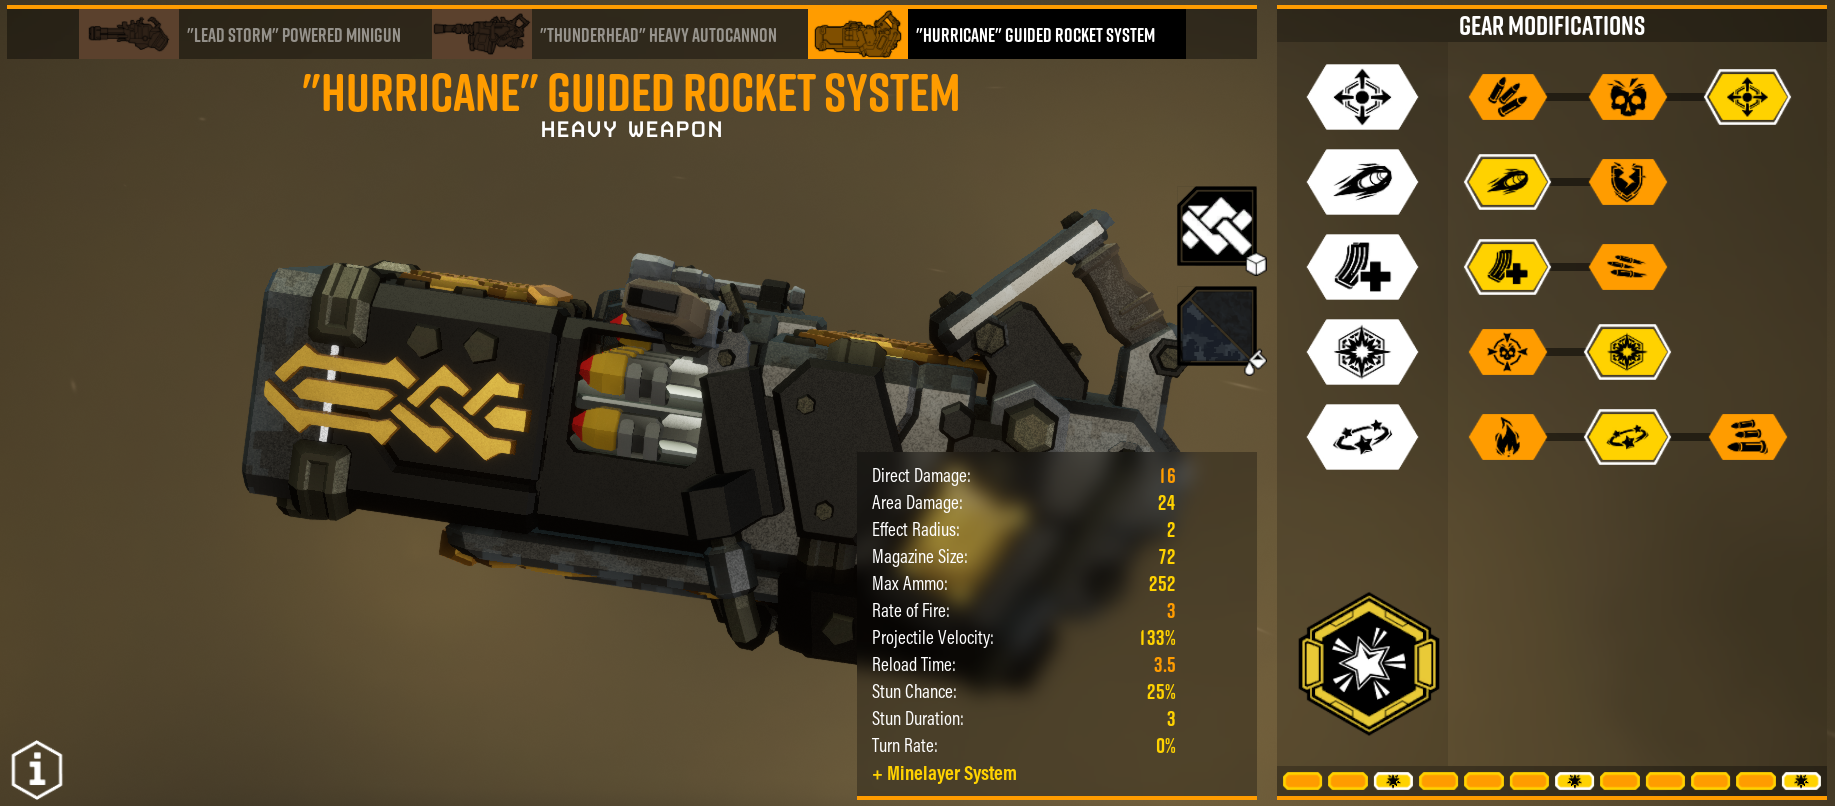 "LEAD STORM" POWERED MINIGUN
"THUNDERHEAD" HEAVY AUTOCANNON
"HURRICANE" GUIDED ROCKET SYSTEM
GEAR MODIFICATIONS
"HURRICANE" GUIDED ROCKET SYSTEM
HEAVY WEAPON
Direct Damage: 16
Area Damage: 24
Effect Radius: 2
Magazine Size: 72
Max Ammo: 252
Rate of Fire: 3
Projectile Velocity: 133%
Reload Time: 3.5
Stun Chance: 25%
Stun Duration: 3
Turn Rate: 0%
+ Minelayer System